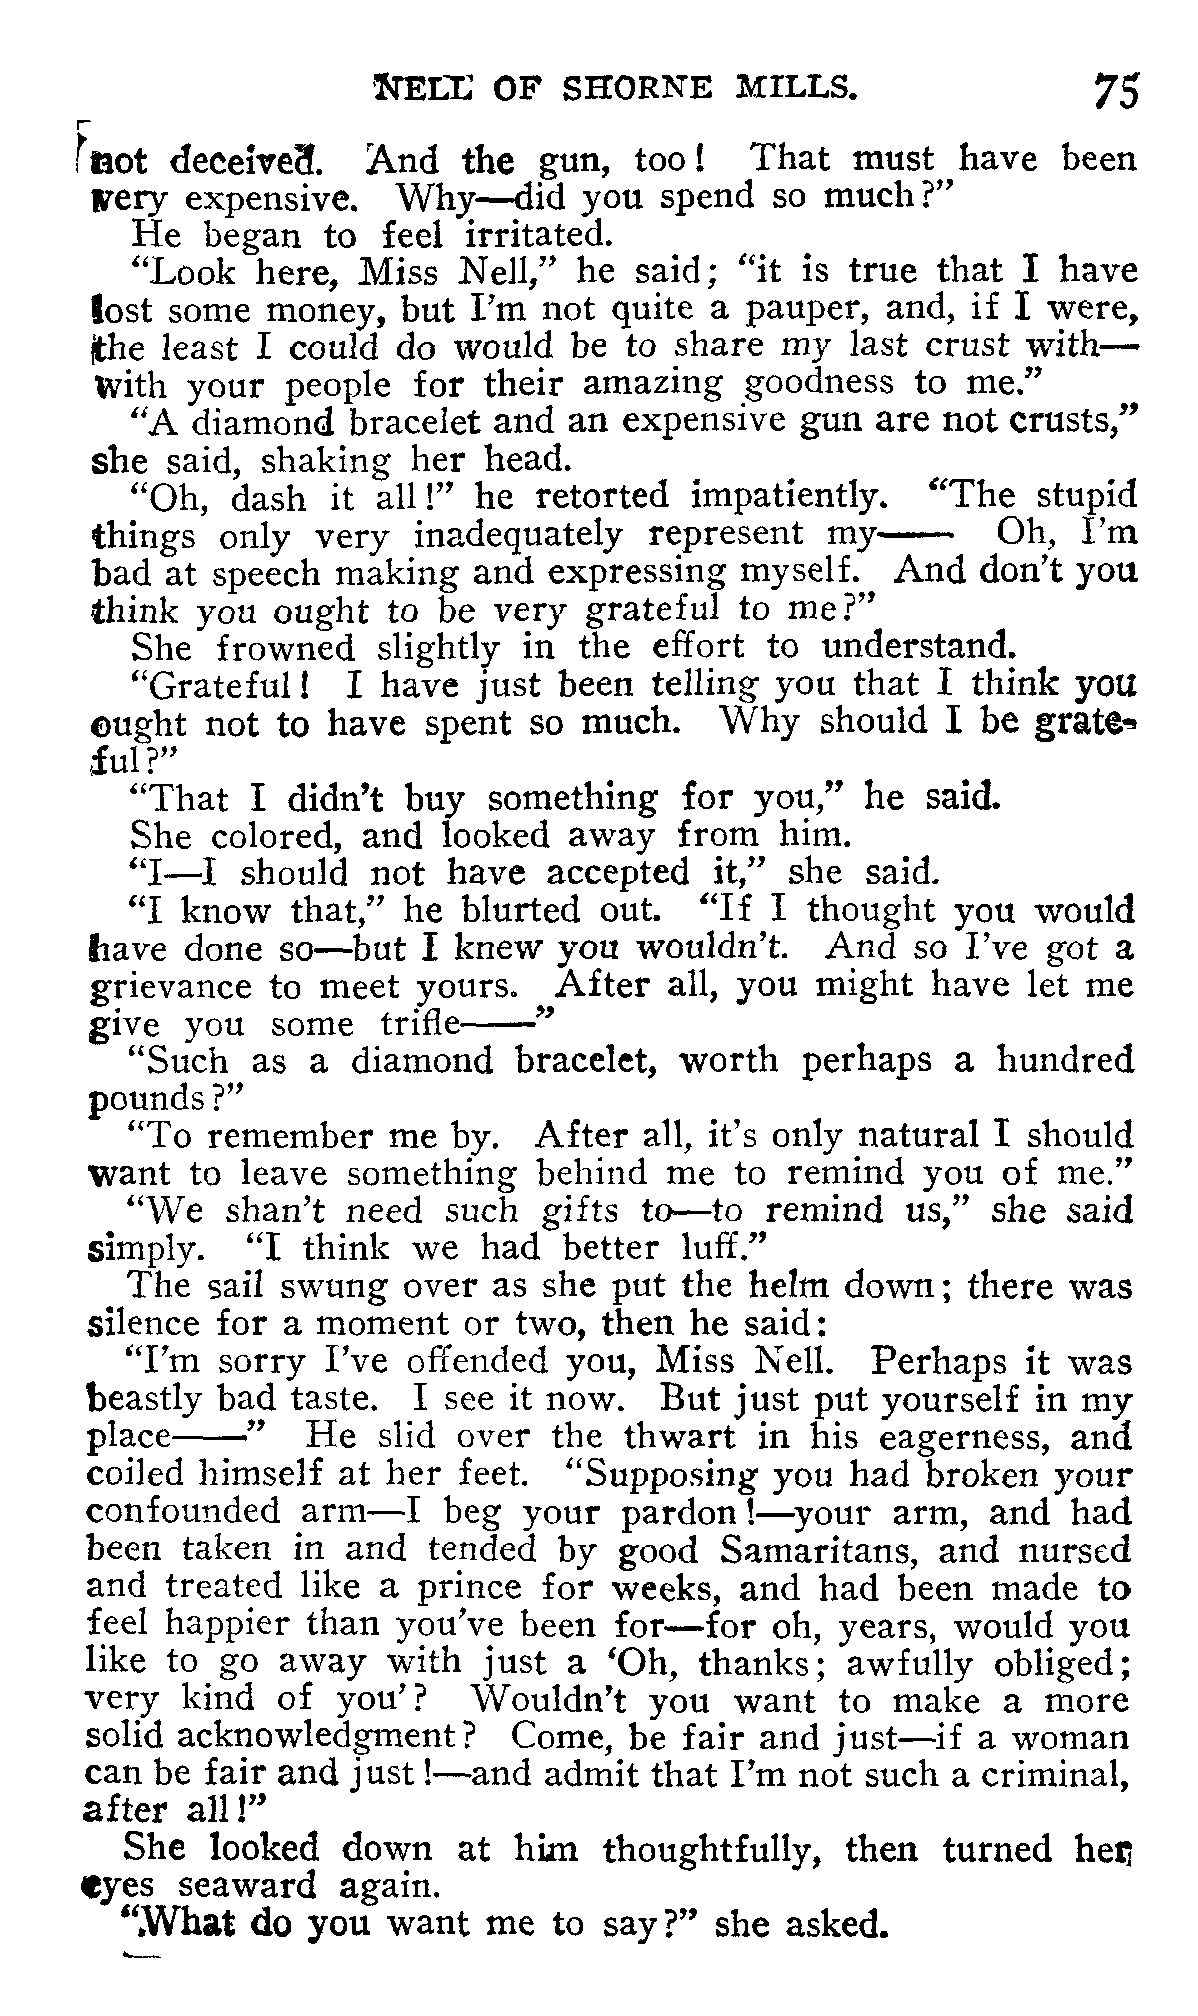 NELL OF SHORNE MILLS. 75
not deceived. And the gun, too! That must have been
very expensive. Why—did you spend so much?”
He began to feel irritated.
“Look here, Miss Nell,” he said; “it is true that I have
lost some money, but I’m not quite a pauper, and, if I were,
the least I could do would be to share my last crust with—
with your people for their amazing goodness to me.”
“A diamond bracelet and an expensive gun are not crusts,”
she said, shaking her head.
“Oh, dash it all!” he retorted impatiently. “The stupid
things only very inadequately represent my—— Oh, I’m
bad at speech making and expressing myself. And don’t you
think you ought to be very grateful to me?”
She frowned slightly in the effort to understand.
“Grateful! I have just been telling you that I think you
ought not to have spent so much. Why should I be grate-
ful?”
“That I didn’t buy something for you,” he said.
She colored, and looked away from him.
“I—I should not have accepted it,” she said.
“I know that,” he blurted out. “If I thought you would
have done so—but I knew you wouldn’t. And so I’ve got a
grievance to meet yours. After all, you might have let me
give you some trifle——”
“Such as a diamond bracelet, worth perhaps a hundred
pounds?”
“To remember me by. After all, it’s only natural I should
want to leave something behind me to remind you of me.”
“We shan’t need such gifts to—to remind us,” she said
simply. “I think we had better luff.”
The sail swung over as she put the helm down; there was
silence for a moment or two, then he said:
“I’m sorry I’ve offended you, Miss Nell. Perhaps it was
beastly bad taste. I see it now. But just put yourself in my
place——” He slid over the thwart in his eagerness, and
coiled himself at her feet. “Supposing you had broken your
confounded arm—I beg your pardon!—your arm, and had
been taken in and tended by good Samaritans, and nursed
and treated like a prince for weeks, and had been made to
feel happier than you’ve been for—for oh, years, would you
like to go away with just a ‘Oh, thanks; awfully obliged;
very kind of you’? Wouldn’t you want to make a more
solid acknowledgment? Come, be fair and just—if a woman
can be fair and just!—and admit that I’m not such a criminal,
after all!”
She looked down at him thoughtfully, then turned her
eyes seaward again.
“What do you want me to say?” she asked.